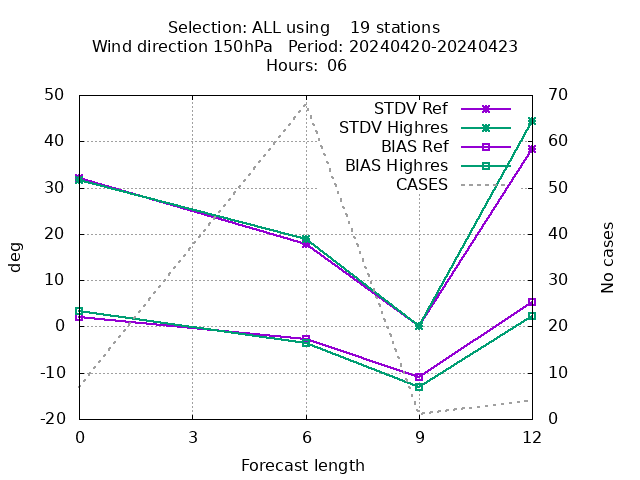 Selection: ALL using    19 stations
Wind direction 150hPa   Period: 20240420-20240423
Hours: 06
50
40
30
20
10
0
-10
-20
70
60
50
40
30
20
10
0
STDV Ref
STDV Highres
BIAS Ref
BIAS Highres
CASES
deg
No cases
0
3
6
9
12
Forecast length